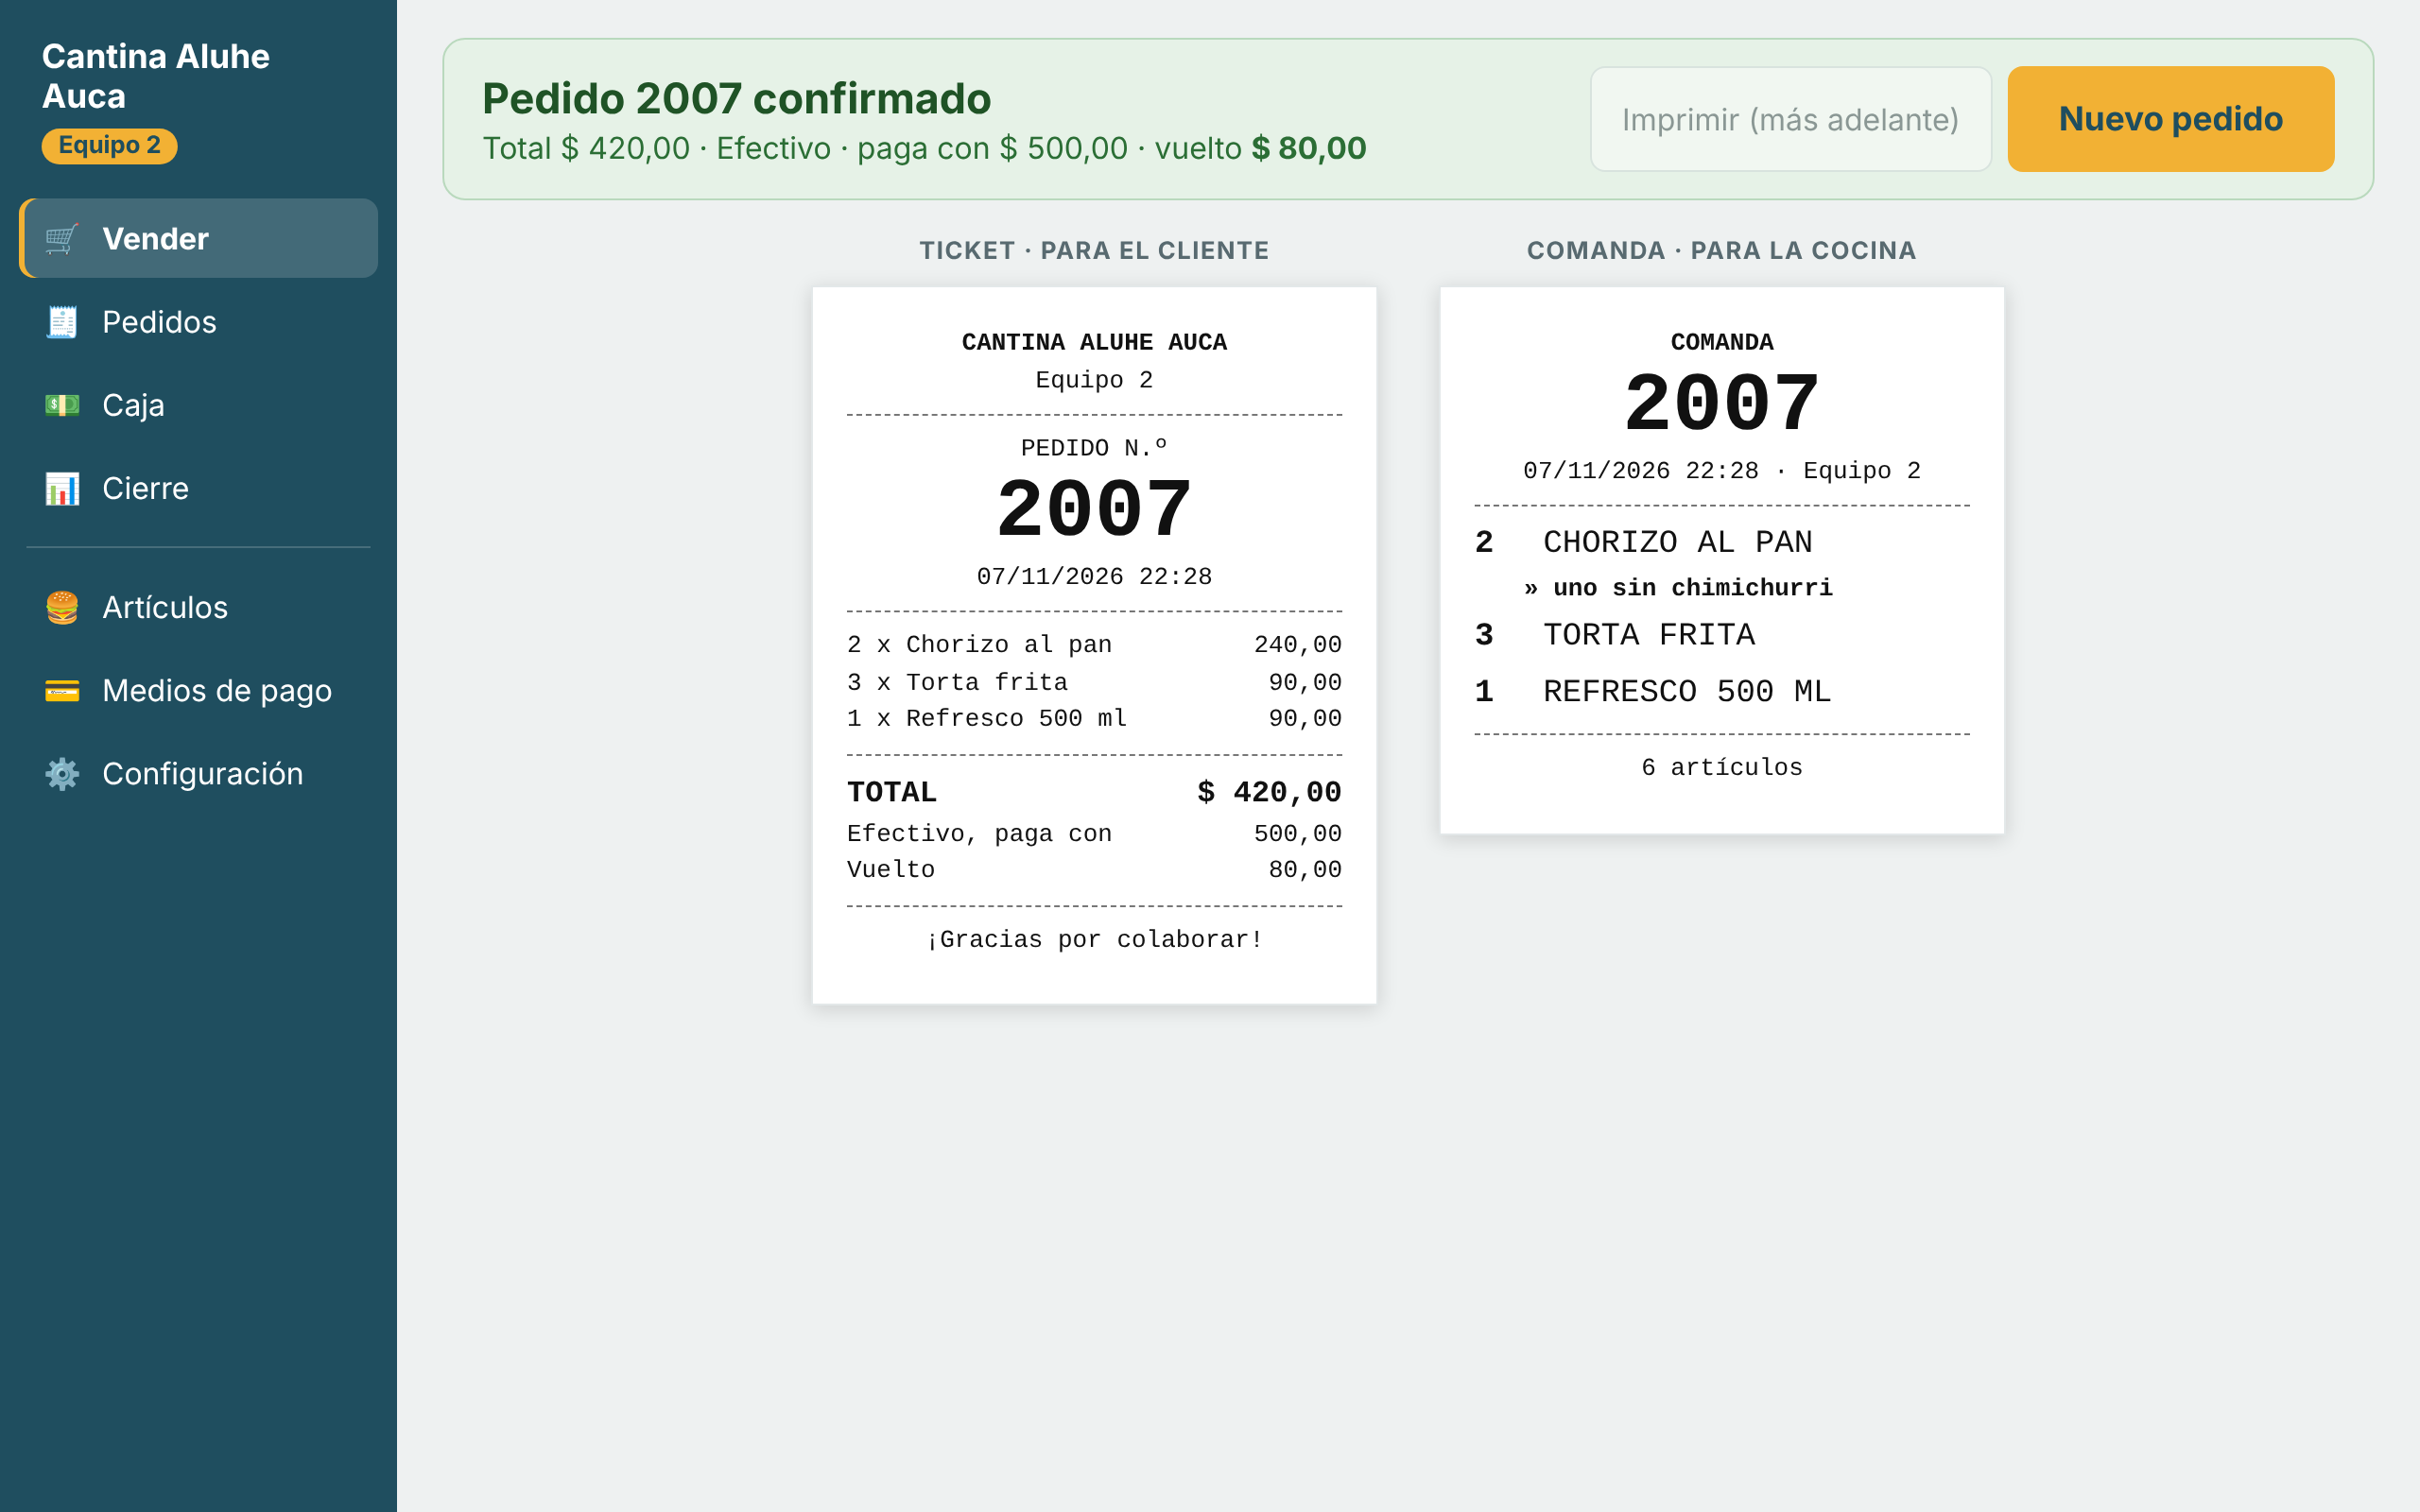 Cantina Aluhe
Auca
Equipo 2
Vender
Pedidos
Caja
Cierre
Artículos
Medios de pago
Configuración
Pedido 2007 confirmado
Total $ 420,00 · Efectivo · paga con $ 500,00 · vuelto $ 80,00
Imprimir (más adelante)
Nuevo pedido
TICKET · PARA EL CLIENTE
CANTINA ALUHE AUCA
Equipo 2
PEDIDO N.º
2007
07/11/2026 22:28
2 x Chorizo al pan 240,00
3 x Torta frita 90,00
1 x Refresco 500 ml 90,00
TOTAL $ 420,00
Efectivo, paga con 500,00
Vuelto 80,00
¡Gracias por colaborar!
COMANDA · PARA LA COCINA
COMANDA
2007
07/11/2026 22:28 · Equipo 2
2 CHORIZO AL PAN
» uno sin chimichurri
3 TORTA FRITA
1 REFRESCO 500 ML
6 artículos